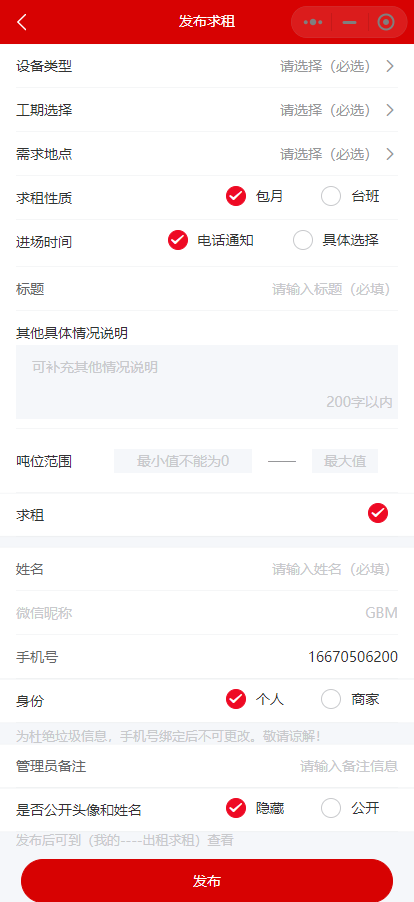 发布求租
设备类型 请选择（必选）
工期选择 请选择（必选）
需求地点 请选择（必选）
求租性质 包月 台班
进场时间 电话通知 具体选择
标题 请输入标题（必填）
其他具体情况说明
可补充其他情况说明
200字以内
吨位范围 最小值不能为0 —— 最大值
求租
姓名 请输入姓名（必填）
微信昵称 GBM
手机号 16670506200
身份 个人 商家
为杜绝垃圾信息，手机号绑定后不可更改。敬请谅解！
管理员备注 请输入备注信息
是否公开头像和姓名 隐藏 公开
发布后可到（我的----出租求租）查看
发布